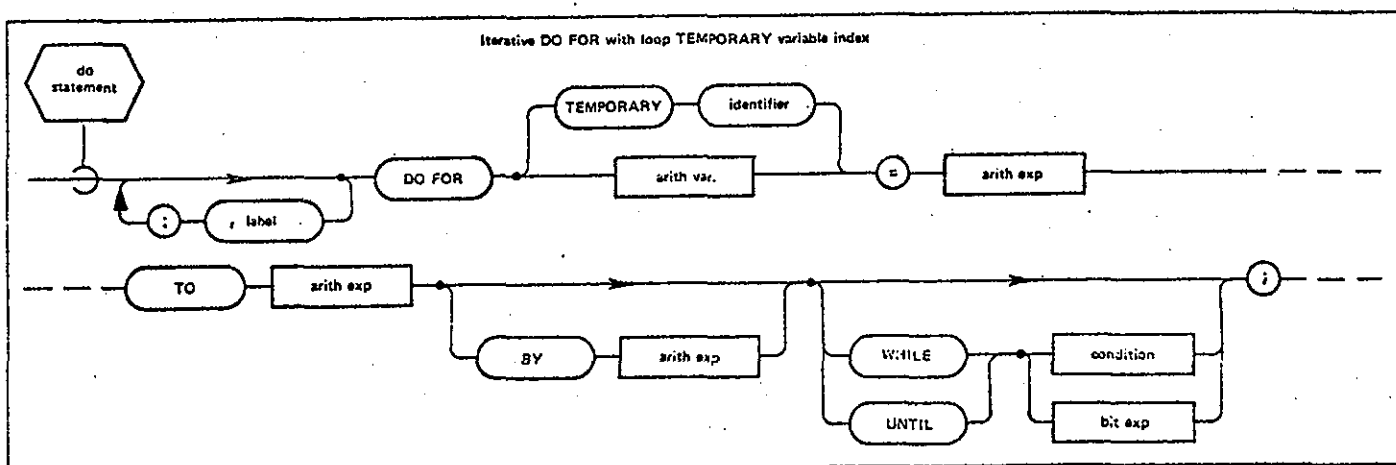 Iterative DO FOR with loop TEMPORARY variable index
do
statement
TEMPORARY identifier
DO FOR arith var. = arith exp
: , label
TO arith exp ;
BY arith exp WHILE condition
UNTIL bit exp